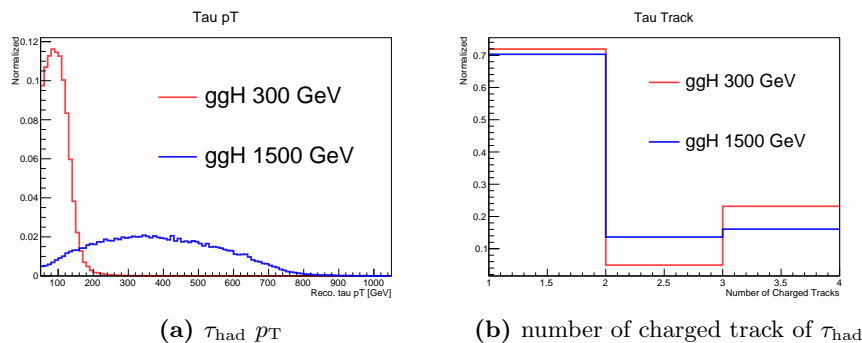 Tau pT
Normalized
0.12
0.1
0.08
0.06
0.04
0.02
0
ggH 300 GeV
ggH 1500 GeV
100 200 300 400 500 600 700 800 900 1000
Reco. tau pT [GeV]
(a) τhad pT
Tau Track
Normalized
0.7
0.6
0.5
0.4
0.3
0.2
0.1
ggH 300 GeV
ggH 1500 GeV
1 1.5 2 2.5 3 3.5 4
Number of Charged Tracks
(b) number of charged track of τhad